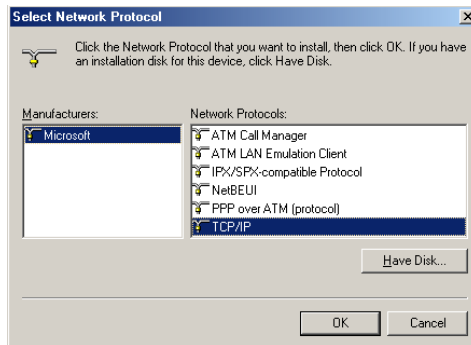 Select Network Protocol
Click the Network Protocol that you want to install, then click OK. If you have
an installation disk for this device, click Have Disk.
Manufacturers:
Microsoft
Network Protocols:
ATM Call Manager
ATM LAN Emulation Client
IPX/SPX-compatible Protocol
NetBEUI
PPP over ATM (protocol)
TCP/IP
Have Disk...
OK
Cancel